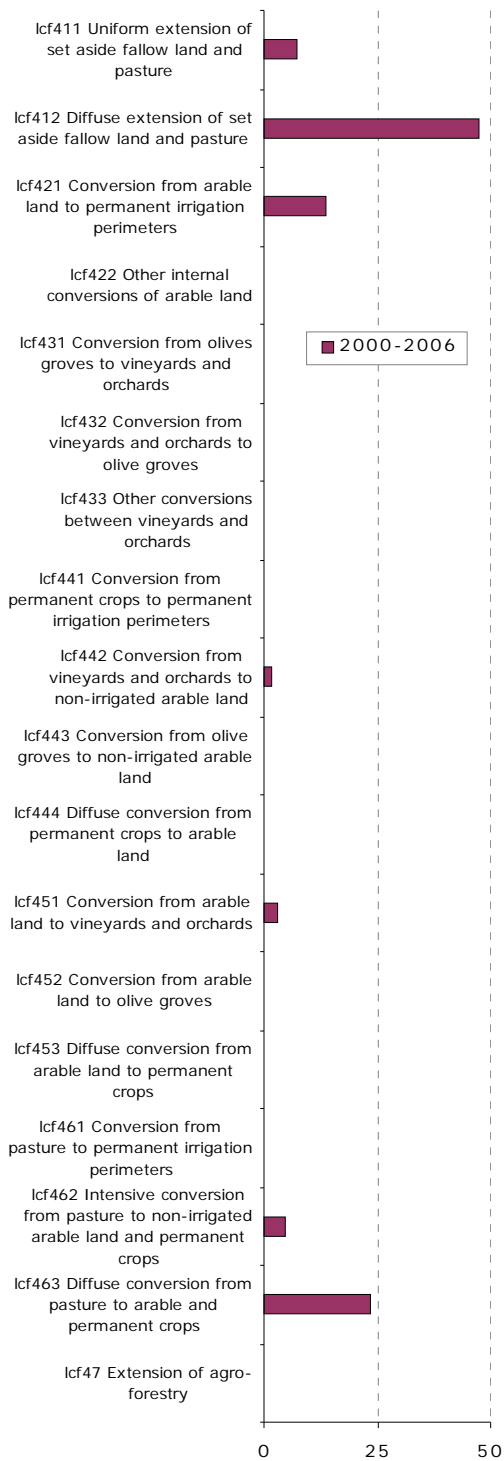 lcf411 Uniform extension of
set aside fallow land and
pasture
lcf412 Diffuse extension of set
aside fallow land and pasture
lcf421 Conversion from arable
land to permanent irrigation
perimeters
lcf422 Other internal
conversions of arable land
lcf431 Conversion from olives
groves to vineyards and
orchards
2000-2006
lcf432 Conversion from
vineyards and orchards to
olive groves
lcf433 Other conversions
between vineyards and
orchards
lcf441 Conversion from
permanent crops to permanent
irrigation perimeters
lcf442 Conversion from
vineyards and orchards to
non-irrigated arable land
lcf443 Conversion from olive
groves to non-irrigated arable
land
lcf444 Diffuse conversion from
permanent crops to arable
land
lcf451 Conversion from arable
land to vineyards and orchards
lcf452 Conversion from arable
land to olive groves
lcf453 Diffuse conversion from
arable land to permanent
crops
lcf461 Conversion from
pasture to permanent irrigation
perimeters
lcf462 Intensive conversion
from pasture to non-irrigated
arable land and permanent
crops
lcf463 Diffuse conversion from
pasture to arable and
permanent crops
lcf47 Extension of agro-
forestry
0 25 50